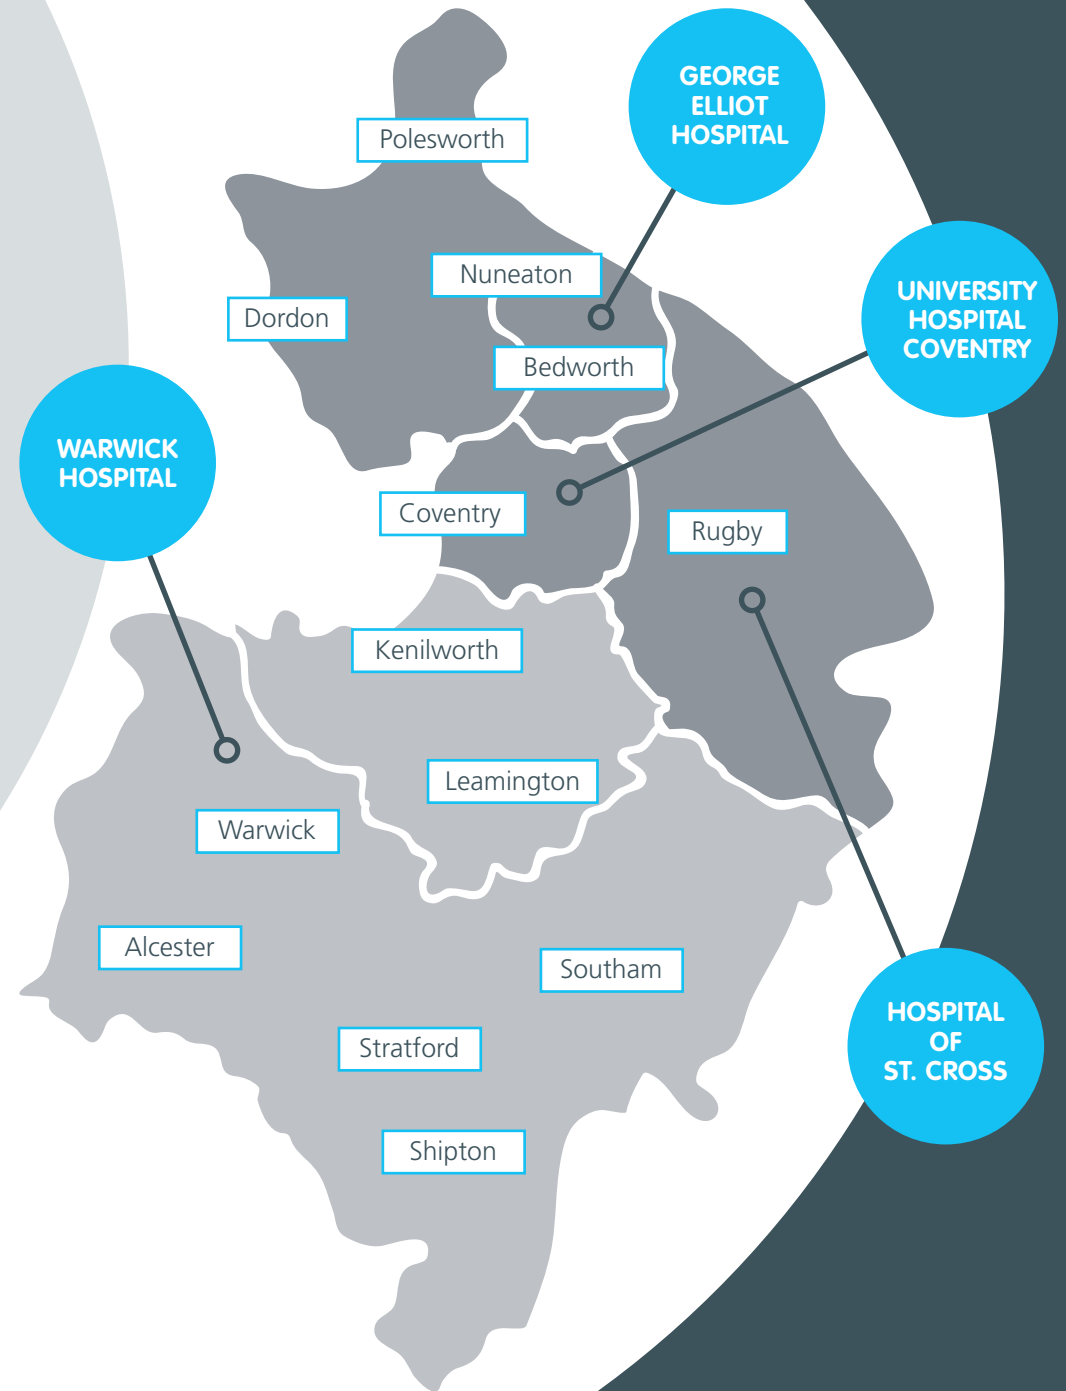 GEORGE
ELLIOT
HOSPITAL
Polesworth
Nuneaton
UNIVERSITY
HOSPITAL
COVENTRY
Dordon
Bedworth
WARWICK
HOSPITAL
Coventry
Rugby
Kenilworth
Leamington
Warwick
Alcester
Southam
HOSPITAL
OF
ST. CROSS
Stratford
Shipton